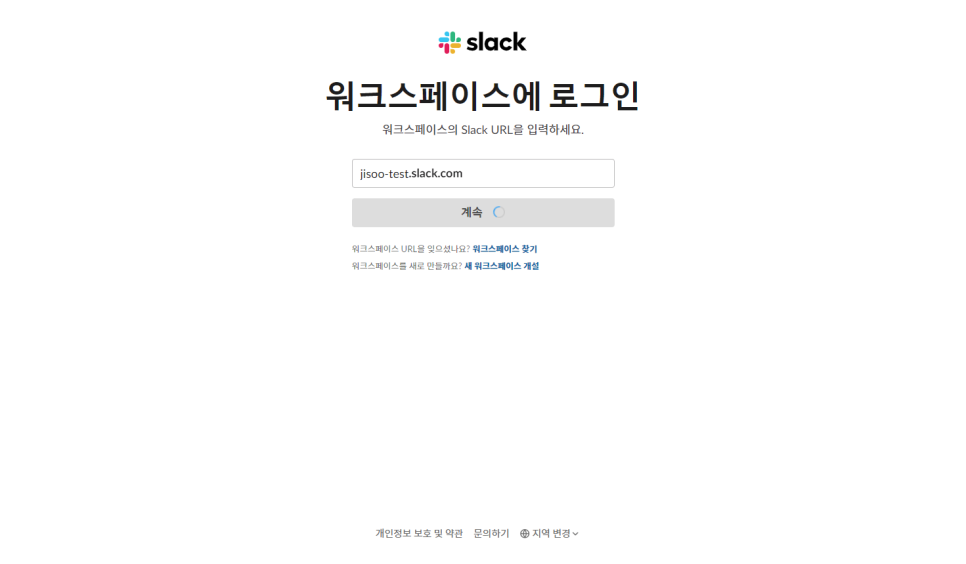 slack
워크스페이스에 로그인
워크스페이스의 Slack URL을 입력하세요.
jisoo-test.slack.com
계속
워크스페이스 URL을 잊으셨나요? 워크스페이스 찾기
워크스페이스를 새로 만들까요? 새 워크스페이스 개설
개인정보 보호 및 약관 문의하기 지역 변경